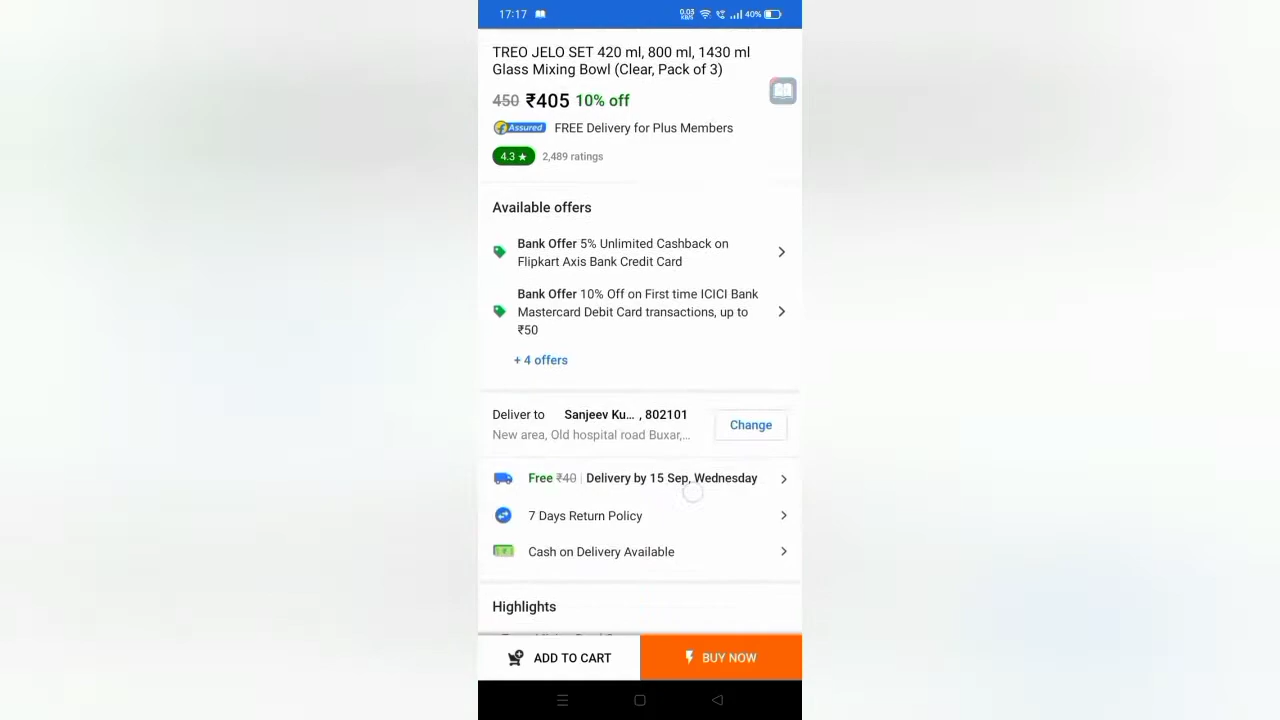 17:17
0.03 KB/S
40%
TREO JELO SET 420 ml, 800 ml, 1430 ml
Glass Mixing Bowl (Clear, Pack of 3)
450 ₹405 10% off
Assured FREE Delivery for Plus Members
4.3 ★ 2,489 ratings
Available offers
Bank Offer 5% Unlimited Cashback on
Flipkart Axis Bank Credit Card
Bank Offer 10% Off on First time ICICI Bank
Mastercard Debit Card transactions, up to
₹50
+ 4 offers
Deliver to Sanjeev Ku... , 802101
New area, Old hospital road Buxar,...
Change
Free ₹40 | Delivery by 15 Sep, Wednesday
7 Days Return Policy
Cash on Delivery Available
Highlights
ADD TO CART
BUY NOW